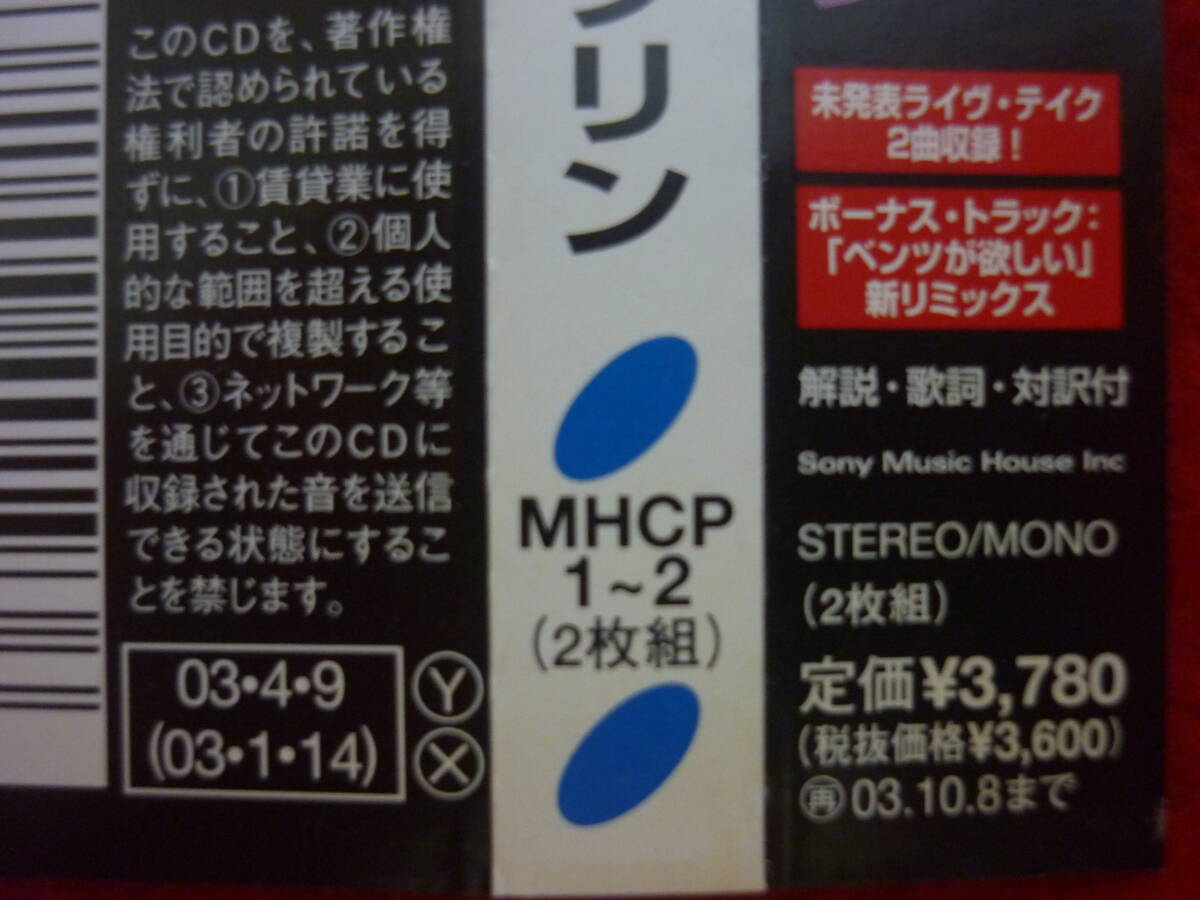 このCDを、著作権
法で認められている
権利者の許諾を得
ずに、①賃貸業に使
用すること、②個人
的な範囲を超える使
用目的で複製するこ
と、③ネットワーク等
を通じてこのCDに
収録された音を送信
できる状態にするこ
とを禁じます。
03•4•9
(03•1•14)
Ⓨ
ⓧ
リン
MHCP
1~2
(2枚組)
未発表ライヴ・テイク
2曲収録！
ボーナス・トラック：
「ベンツが欲しい」
新リミックス
解説・歌詞・対訳付
Sony Music House Inc
STEREO/MONO
(2枚組)
定価¥3,780
(税抜価格¥3,600)
㊢03.10.8まで